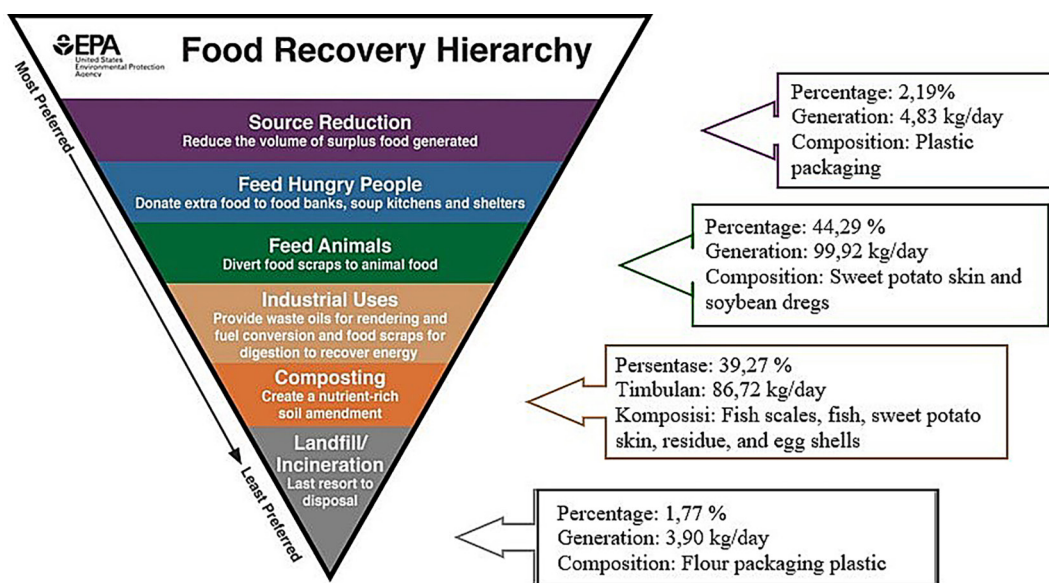 EPA
United States
Environmental Protection
Agency
Food Recovery Hierarchy
Most Preferred
Source Reduction
Reduce the volume of surplus food generated
Feed Hungry People
Donate extra food to food banks, soup kitchens and shelters
Feed Animals
Divert food scraps to animal food
Industrial Uses
Provide waste oils for rendering and
fuel conversion and food scraps for
digestion to recover energy
Composting
Create a nutrient-rich
soil amendment
Landfill/
Incineration
Last resort to
disposal
Least Preferred
Percentage: 2,19%
Generation: 4,83 kg/day
Composition: Plastic
packaging
Percentage: 44,29 %
Generation: 99,92 kg/day
Composition: Sweet potato skin and
soybean dregs
Persentase: 39,27 %
Timbulan: 86,72 kg/day
Komposisi: Fish scales, fish, sweet potato
skin, residue, and egg shells
Percentage: 1,77 %
Generation: 3,90 kg/day
Composition: Flour packaging plastic